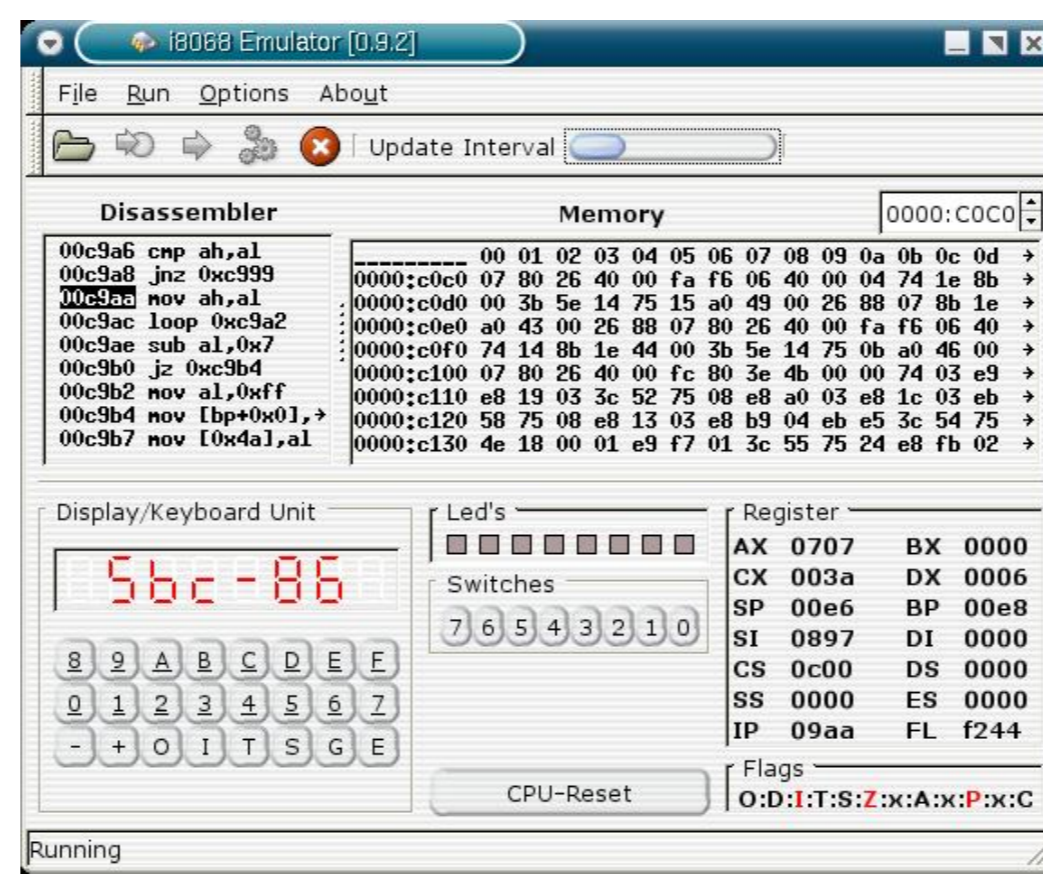 i8068 Emulator [0.9.2]
File Run Options About
Update Interval
Disassembler
00c9a6 cmp ah,al
00c9a8 jnz 0xc999
00c9aa mov ah,al
00c9ac loop 0xc9a2
00c9ae sub al,0x7
00c9b0 jz 0xc9b4
00c9b2 mov al,0xff
00c9b4 mov [bp+0x0],→
00c9b7 mov [0x4a],al
Memory 0000:C0C0
_________ 00 01 02 03 04 05 06 07 08 09 0a 0b 0c 0d →
0000:c0c0 07 80 26 40 00 fa f6 06 40 00 04 74 1e 8b →
0000:c0d0 00 3b 5e 14 75 15 a0 49 00 26 88 07 8b 1e →
0000:c0e0 a0 43 00 26 88 07 80 26 40 00 fa f6 06 40 →
0000:c0f0 74 14 8b 1e 44 00 3b 5e 14 75 0b a0 46 00 →
0000:c100 07 80 26 40 00 fc 80 3e 4b 00 00 74 03 e9 →
0000:c110 e8 19 03 3c 52 75 08 e8 a0 03 e8 1c 03 eb →
0000:c120 58 75 08 e8 13 03 e8 b9 04 eb e5 3c 54 75 →
0000:c130 4e 18 00 01 e9 f7 01 3c 55 75 24 e8 fb 02 →
Display/Keyboard Unit
Sbc-86
8 9 A B C D E F
0 1 2 3 4 5 6 7
- + O I T S G E
Led's
Switches
7 6 5 4 3 2 1 0
CPU-Reset
Register
AX 0707 BX 0000
CX 003a DX 0006
SP 00e6 BP 00e8
SI 0897 DI 0000
CS 0c00 DS 0000
SS 0000 ES 0000
IP 09aa FL f244
Flags
O:D:I:T:S:Z:x:A:x:P:x:C
Running